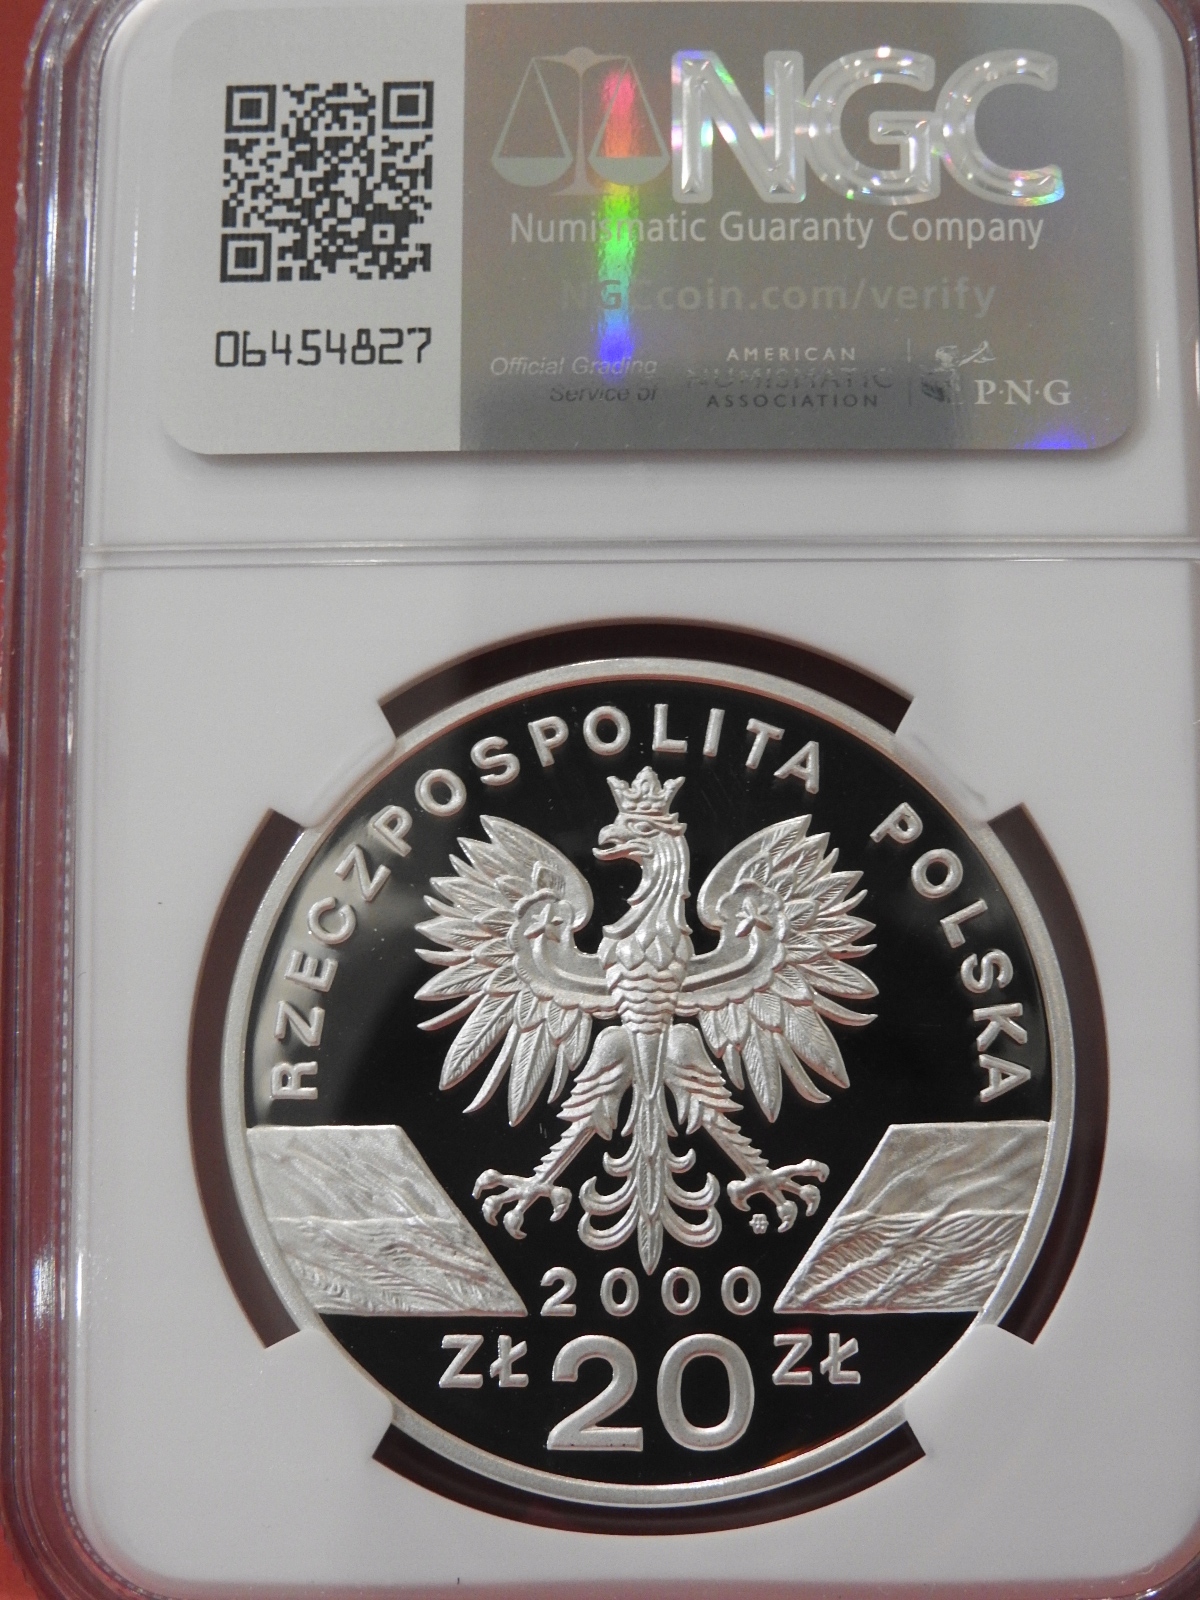 NGC
Numismatic Guaranty Company
NGCcoin.com/verify
06454827
Official Grading
Service of
AMERICAN
NUMISMATIC
ASSOCIATION
P·N·G
RZECZPOSPOLITA POLSKA
2000
ZŁ 20 ZŁ